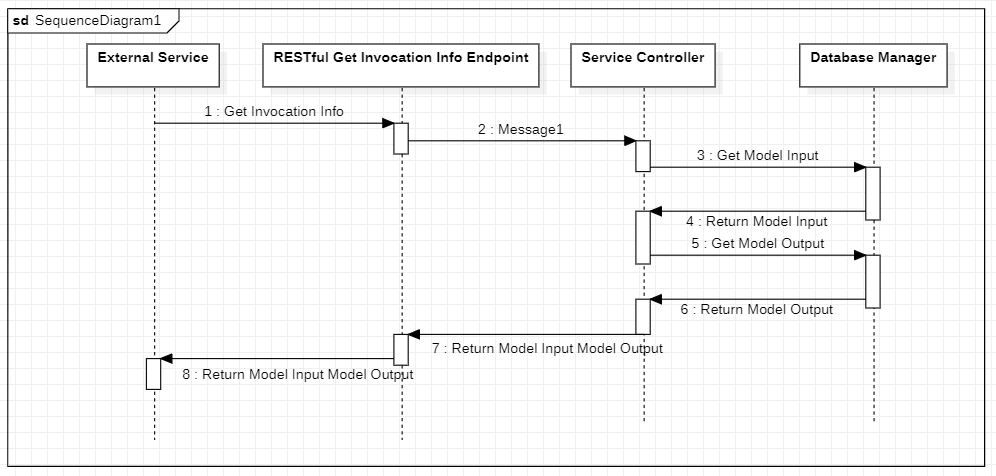 sd SequenceDiagram1
External Service
RESTful Get Invocation Info Endpoint
Service Controller
Database Manager
1 : Get Invocation Info
2 : Message1
3 : Get Model Input
4 : Return Model Input
5 : Get Model Output
6 : Return Model Output
7 : Return Model Input Model Output
8 : Return Model Input Model Output